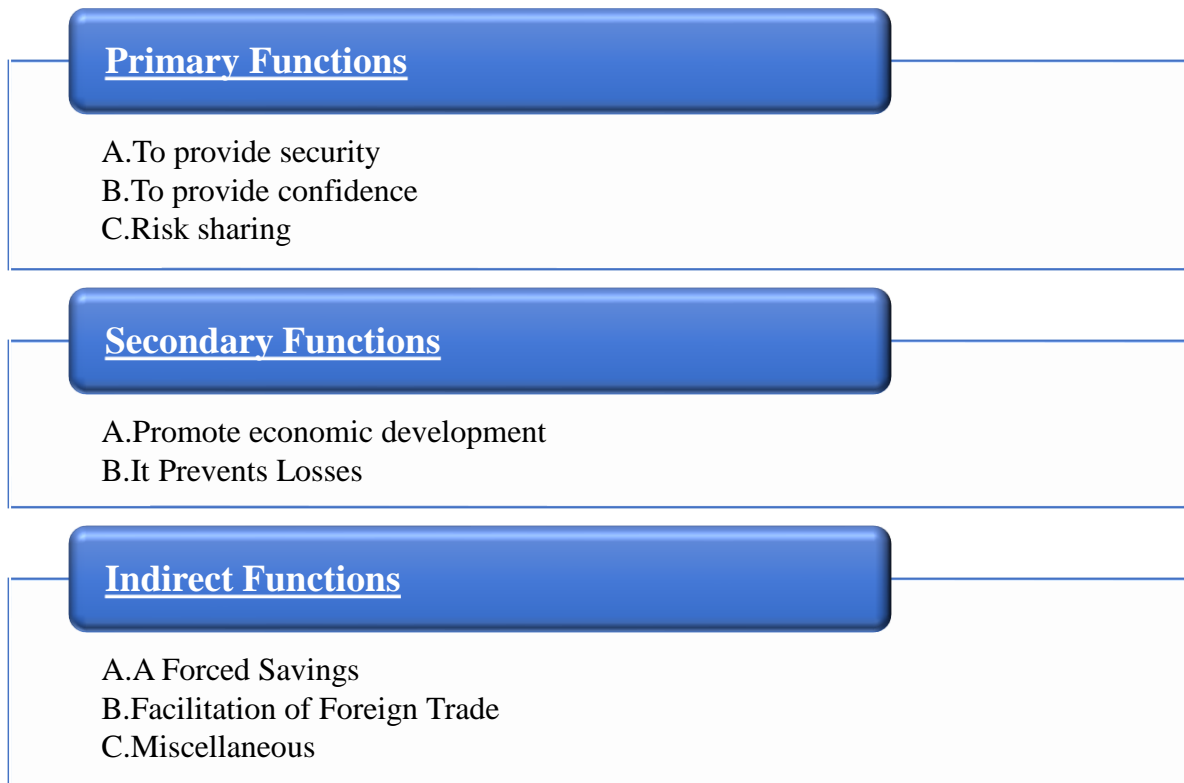 Primary Functions
A.To provide security
B.To provide confidence
C.Risk sharing
Secondary Functions
A.Promote economic development
B.It Prevents Losses
Indirect Functions
A.A Forced Savings
B.Facilitation of Foreign Trade
C.Miscellaneous